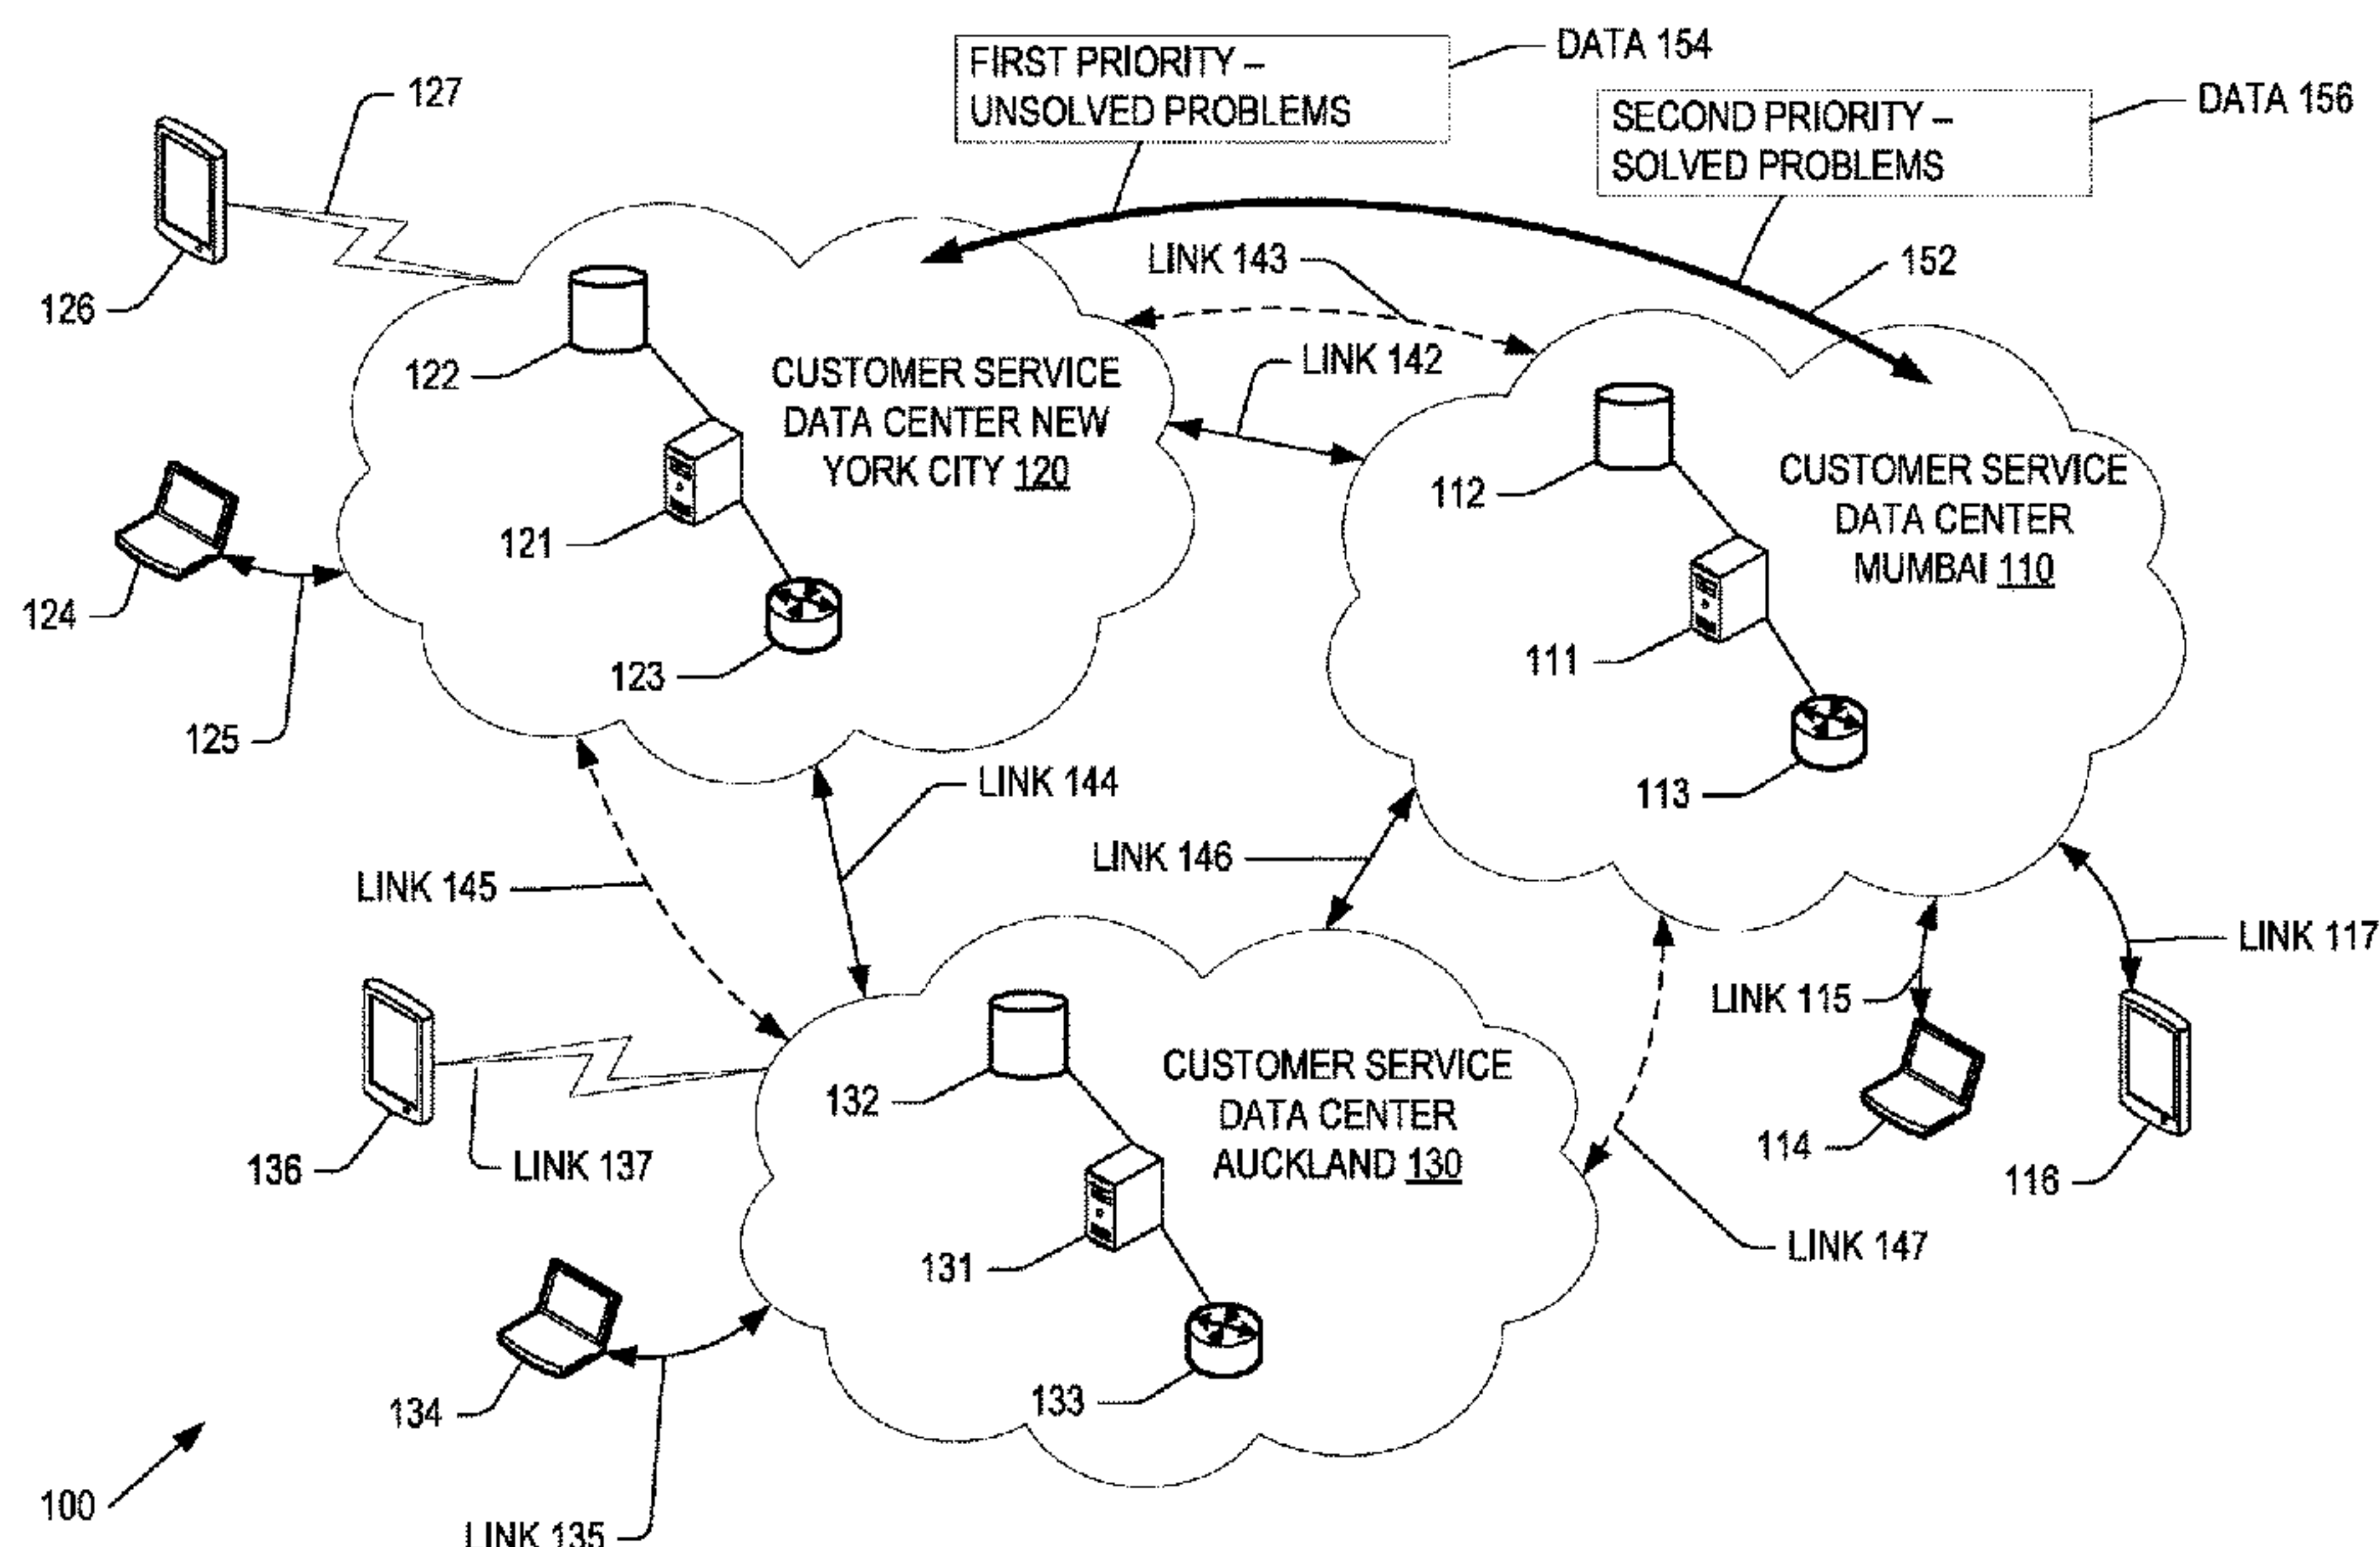 FIRST PRIORITY –
UNSOLVED PROBLEMS
DATA 154
SECOND PRIORITY –
SOLVED PROBLEMS
DATA 156
127
126
LINK 143
152
LINK 142
122
CUSTOMER SERVICE
DATA CENTER NEW
YORK CITY 120
121
123
124
125
112
CUSTOMER SERVICE
DATA CENTER
MUMBAI 110
111
113
LINK 144
LINK 145
LINK 146
LINK 117
LINK 115
114
116
LINK 147
132
CUSTOMER SERVICE
DATA CENTER
AUCKLAND 130
131
133
136
LINK 137
134
LINK 135
100